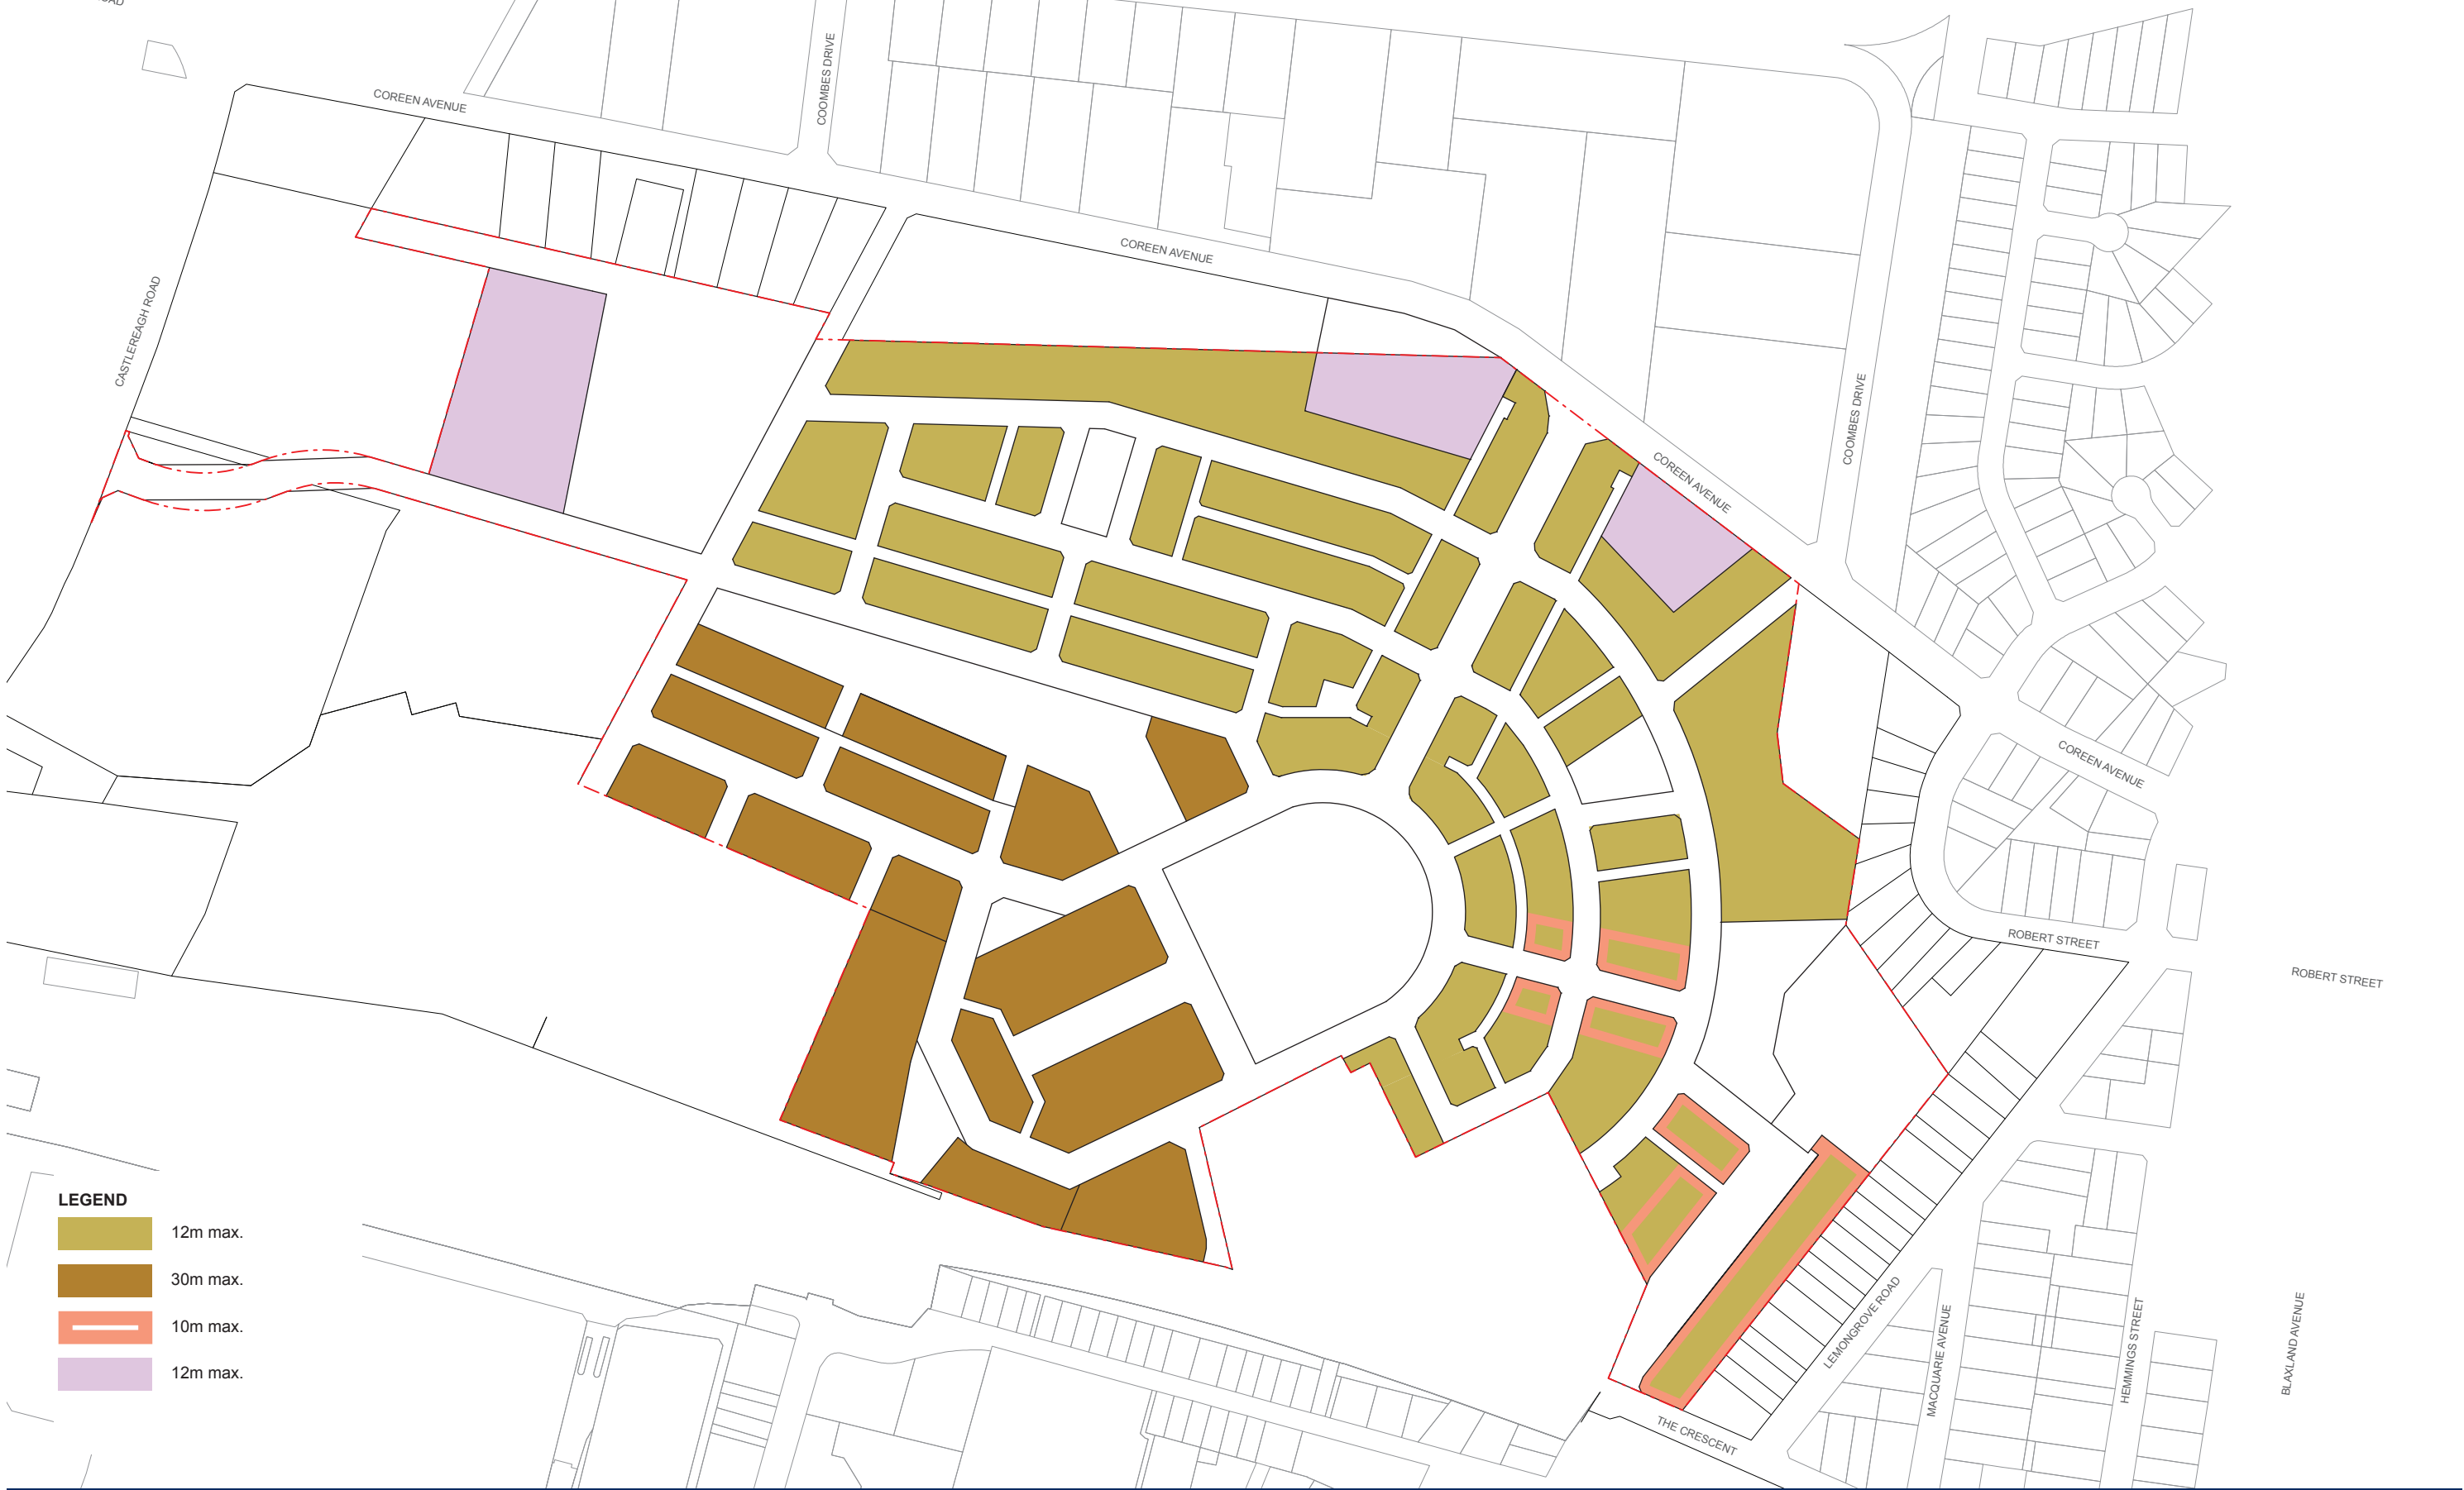 COREEN AVENUE
COOMBES DRIVE
COREEN AVENUE
CASTLEREAGH ROAD
COREEN AVENUE
COOMBES DRIVE
COREEN AVENUE
ROBERT STREET
ROBERT STREET
LEGEND
12m max.
30m max.
10m max.
12m max.
LEMONGROVE ROAD
MACQUARIE AVENUE
HEMMINGS STREET
BLAXLAND AVENUE
THE CRESCENT